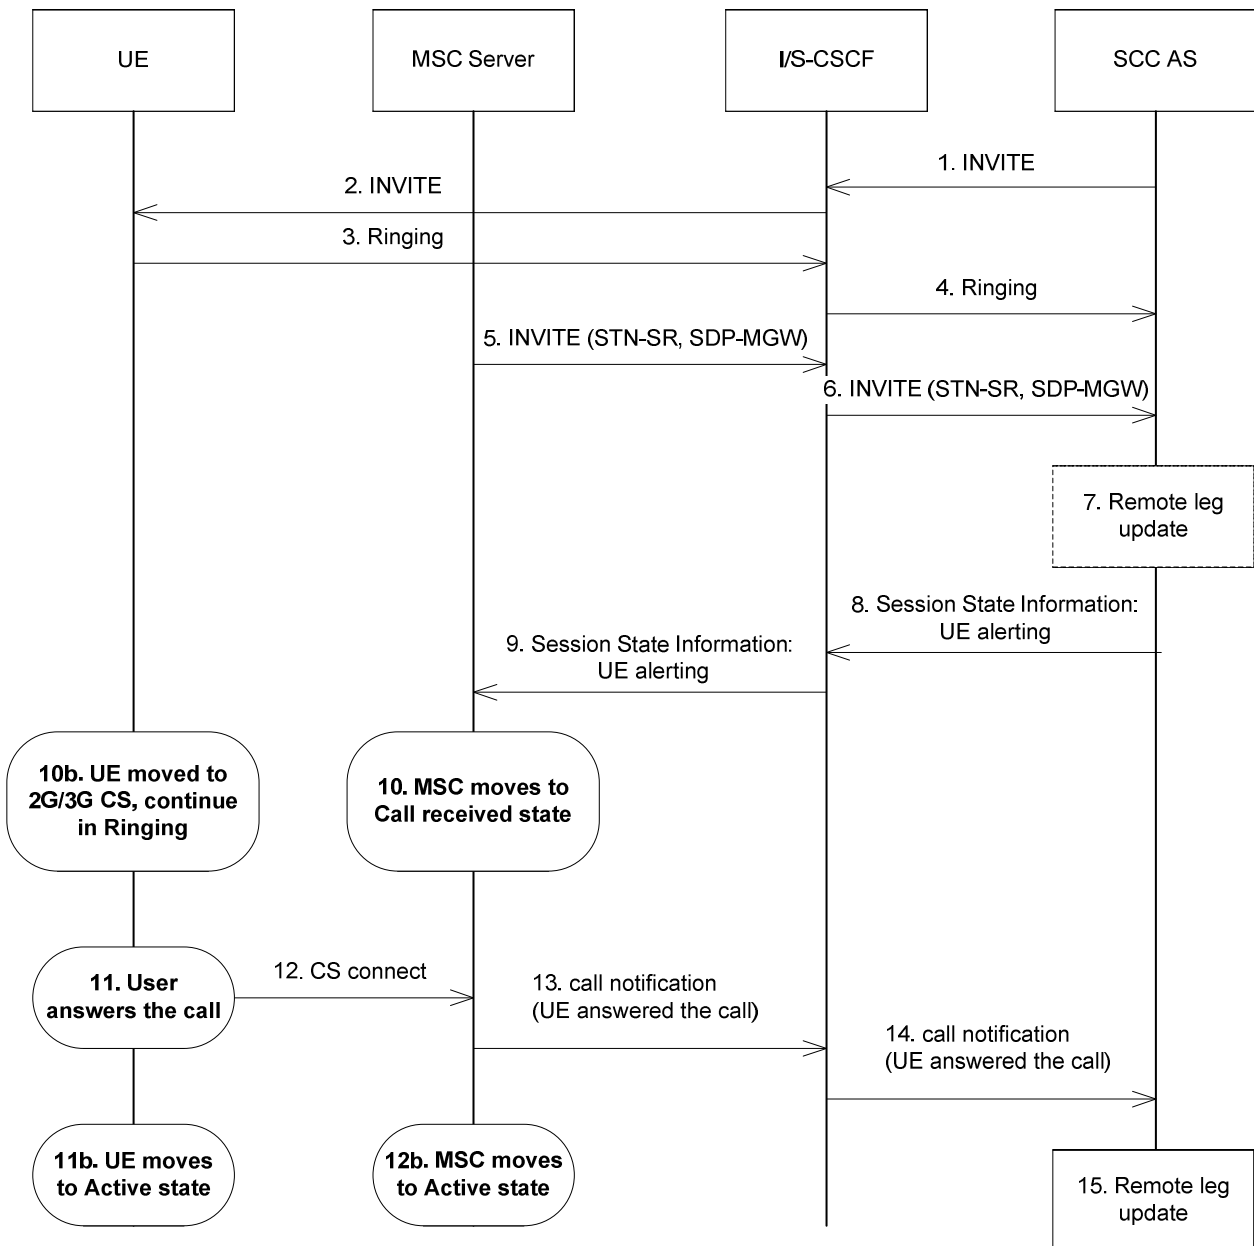 UE
MSC Server
I/S-CSCF
SCC AS
1. INVITE
2. INVITE
3. Ringing
4. Ringing
5. INVITE (STN-SR, SDP-MGW)
6. INVITE (STN-SR, SDP-MGW)
7. Remote leg
update
8. Session State Information:
UE alerting
9. Session State Information:
UE alerting
10b. UE moved to
2G/3G CS, continue
in Ringing
10. MSC moves to
Call received state
11. User
answers the call
12. CS connect
13. call notification
(UE answered the call)
14. call notification
(UE answered the call)
11b. UE moves
to Active state
12b. MSC moves
to Active state
15. Remote leg
update